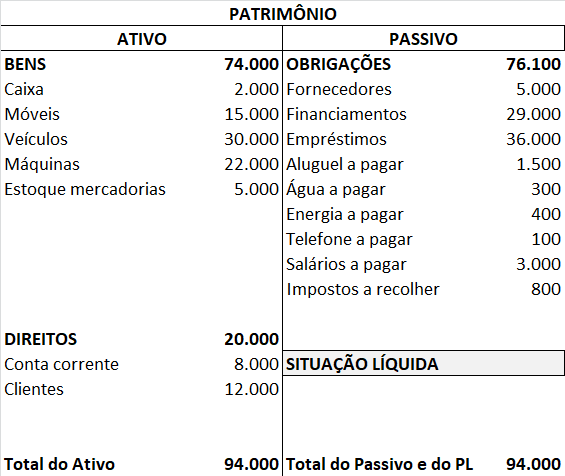 PATRIMÔNIO
ATIVO PASSIVO
BENS 74.000 OBRIGAÇÕES 76.100
Caixa 2.000 Fornecedores 5.000
Móveis 15.000 Financiamentos 29.000
Veículos 30.000 Empréstimos 36.000
Máquinas 22.000 Aluguel a pagar 1.500
Estoque mercadorias 5.000 Água a pagar 300
Energia a pagar 400
Telefone a pagar 100
Salários a pagar 3.000
Impostos a recolher 800
DIREITOS 20.000
Conta corrente 8.000 SITUAÇÃO LÍQUIDA
Clientes 12.000
Total do Ativo 94.000 Total do Passivo e do PL 94.000